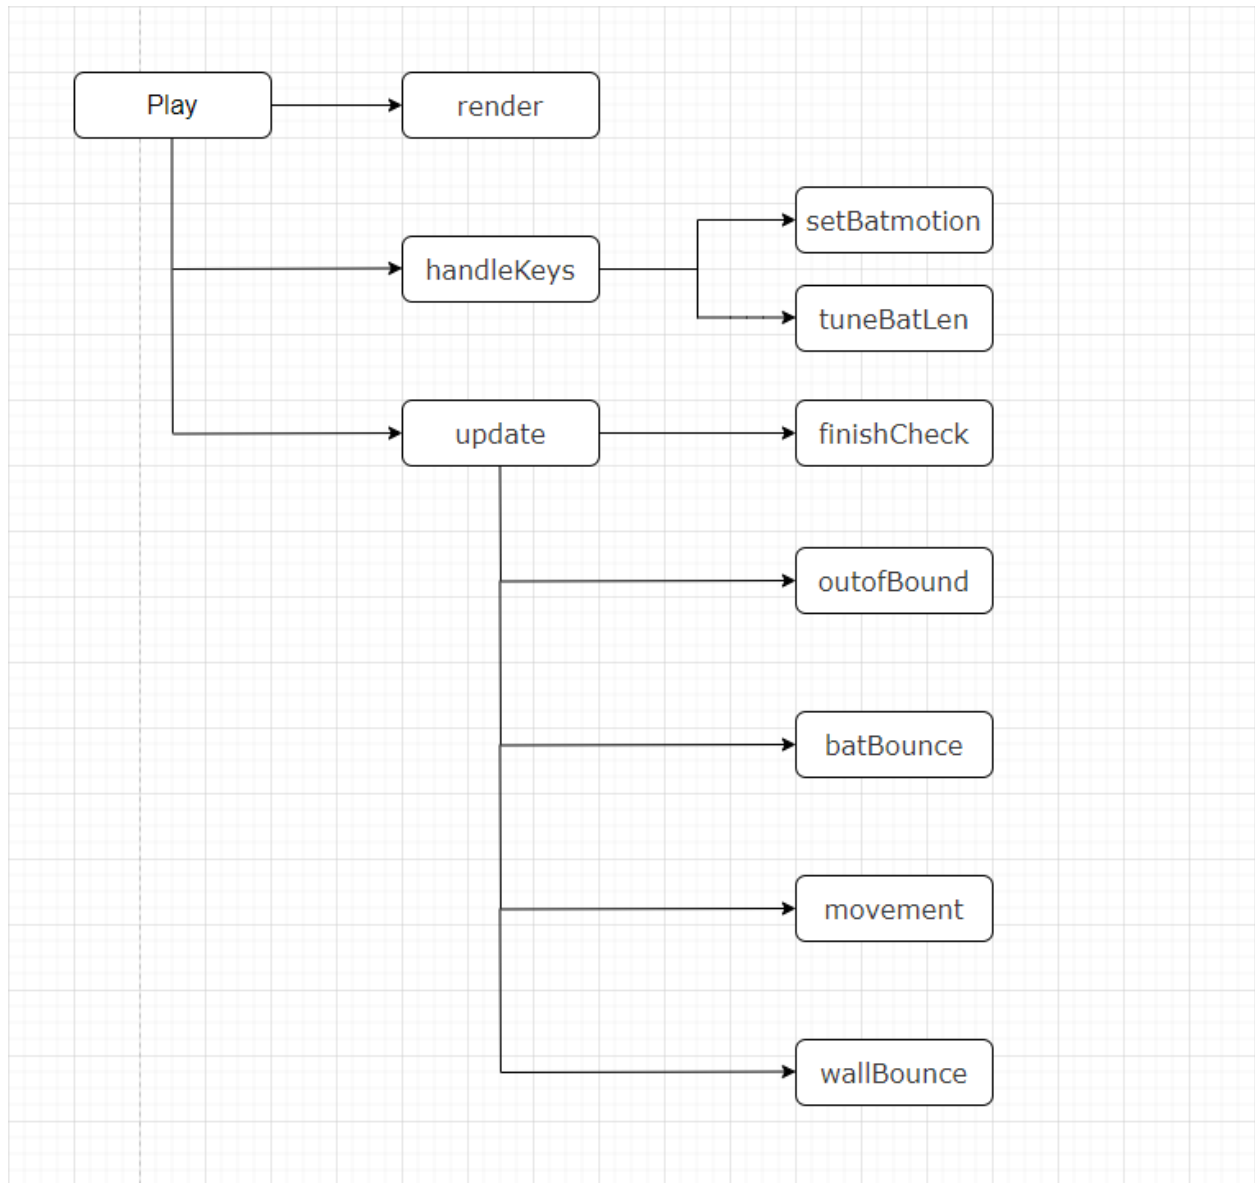 Play
render
setBatmotion
handleKeys
tuneBatLen
update
finishCheck
outofBound
batBounce
movement
wallBounce